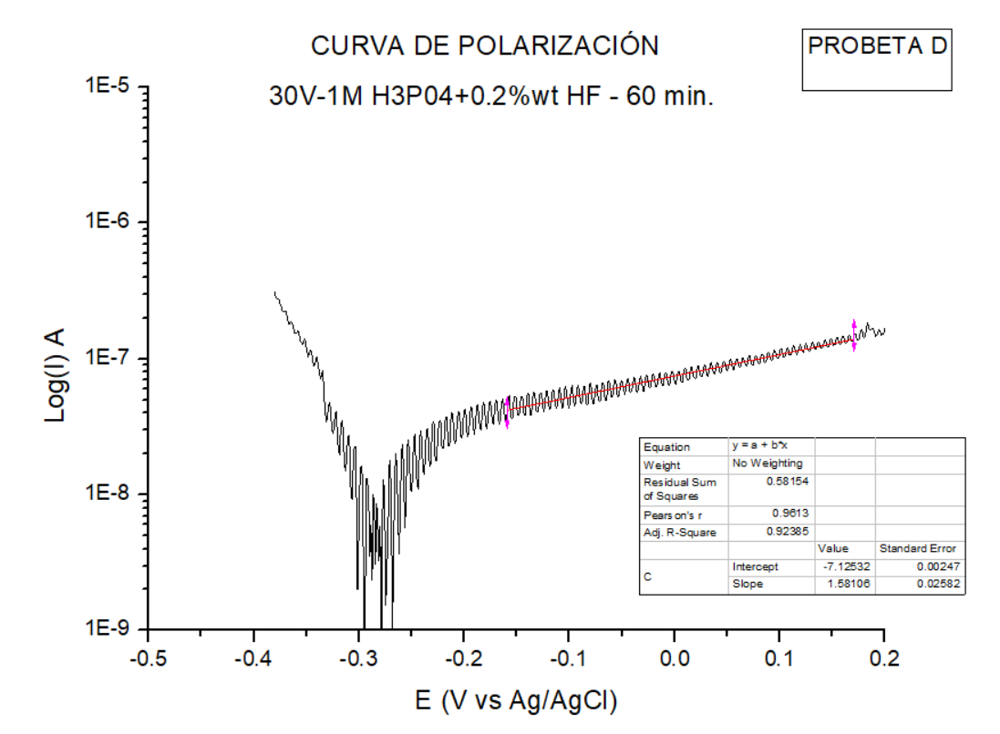 CURVA DE POLARIZACIÓN
PROBETA D
30V-1M H3P04+0.2%wt HF - 60 min.
1E-5
1E-6
1E-7
1E-8
1E-9
Log(I) A
-0.5 -0.4 -0.3 -0.2 -0.1 0.0 0.1 0.2
E (V vs Ag/AgCl)
Equation y = a + b*x
Weight No Weighting
Residual Sum of Squares 0.58154
Pearson's r 0.9613
Adj. R-Square 0.92385
Value Standard Error
C Intercept -7.12532 0.00247
Slope 1.58106 0.02582